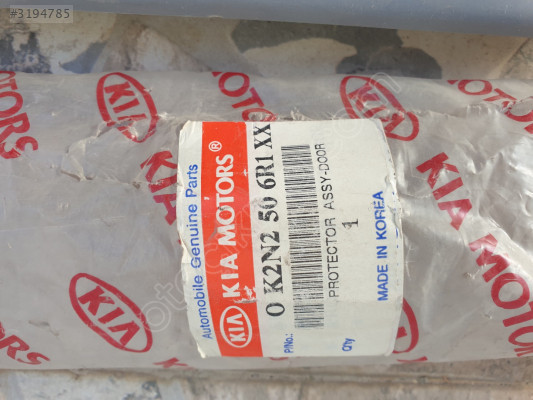 #3194785
Automobile Genuine Parts
KIA KIA MOTORS®
P/No.: 0 K2N2 50 6R1 XX
PROTECTOR ASSY-DOOR
Q'ty 1
MADE IN KOREA
KIA
KIA MOTORS
KIA MOTORS
KIA
MOTORS